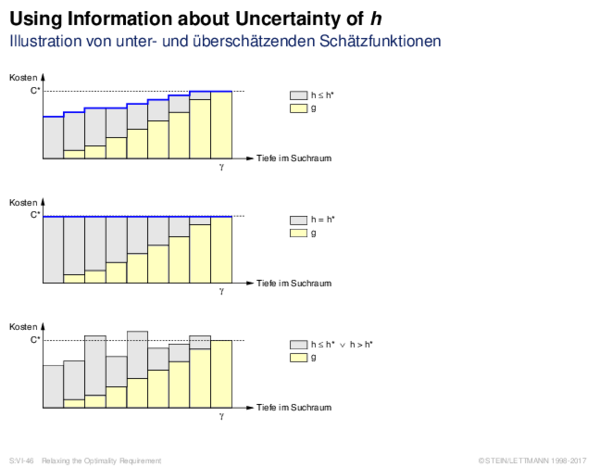 Using Information about Uncertainty of h
Illustration von unter- und überschätzenden Schätzfunktionen
Kosten
C*
h ≤ h*
g
Tiefe im Suchraum
γ
Kosten
C*
h = h*
g
Tiefe im Suchraum
γ
Kosten
C*
h ≤ h* ∨ h > h*
g
Tiefe im Suchraum
γ
S:VI-46 Relaxing the Optimality Requirement
©STEIN/LETTMANN 1998-2017